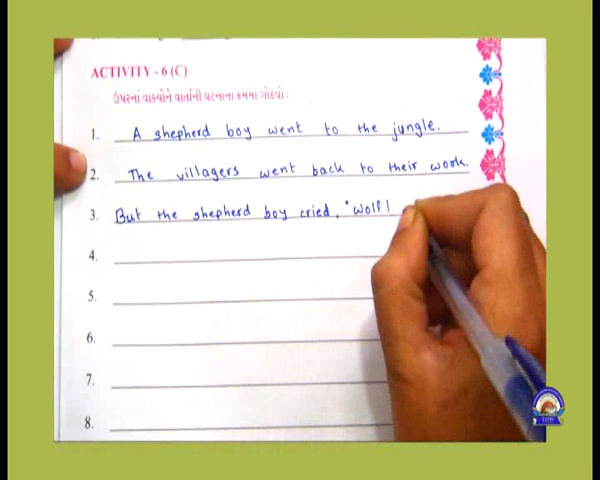 ACTIVITY - 6 (C)
ઉપરનાં વાક્યોને વાર્તાની ઘટનાના ક્રમમાં ગોઠવો :
1. A shepherd boy went to the jungle.
2. The villagers went back to their work.
3. But the shepherd boy cried, "Wolf!
4.
5.
6.
7.
8.